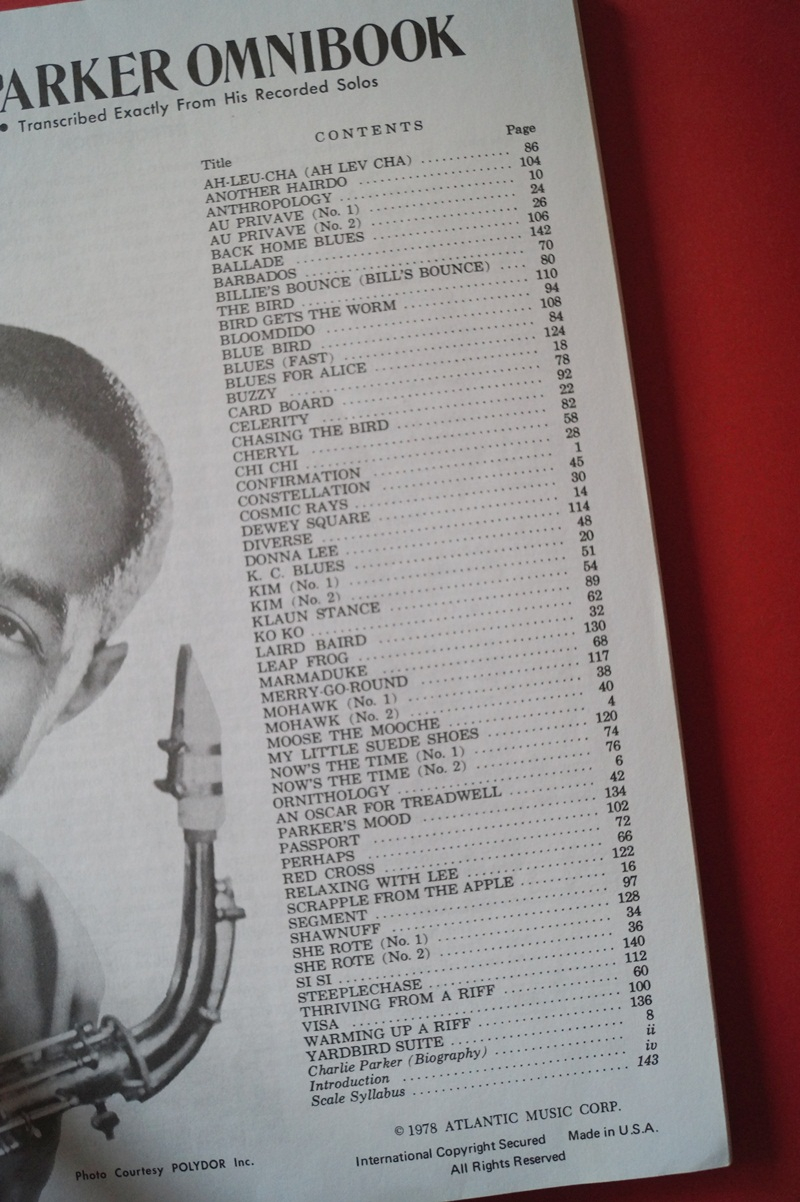 PARKER OMNIBOOK
• Transcribed Exactly From His Recorded Solos
CONTENTS
Title Page
AH-LEU-CHA (AH LEV CHA) .......... 86
ANOTHER HAIRDO .......... 104
ANTHROPOLOGY .......... 10
AU PRIVAVE (No. 1) .......... 24
AU PRIVAVE (No. 2) .......... 26
BACK HOME BLUES .......... 106
BALLADE .......... 142
BARBADOS .......... 70
BILLIE'S BOUNCE (BILL'S BOUNCE) .... 80
THE BIRD .......... 110
BIRD GETS THE WORM .......... 94
BLOOMDIDO .......... 108
BLUE BIRD .......... 84
BLUES (FAST) .......... 124
BLUES FOR ALICE .......... 18
BUZZY .......... 78
CARD BOARD .......... 92
CELERITY .......... 22
CHASING THE BIRD .......... 82
CHERYL .......... 58
CHI CHI .......... 28
CONFIRMATION .......... 1
CONSTELLATION .......... 45
COSMIC RAYS .......... 30
DEWEY SQUARE .......... 14
DIVERSE .......... 114
DONNA LEE .......... 48
K. C. BLUES .......... 20
KIM (No. 1) .......... 51
KIM (No. 2) .......... 54
KLAUN STANCE .......... 89
KO KO .......... 62
LAIRD BAIRD .......... 32
LEAP FROG .......... 130
MARMADUKE .......... 68
MERRY-GO-ROUND .......... 117
MOHAWK (No. 1) .......... 38
MOHAWK (No. 2) .......... 40
MOOSE THE MOOCHE .......... 4
MY LITTLE SUEDE SHOES .......... 120
NOW'S THE TIME (No. 1) .......... 74
NOW'S THE TIME (No. 2) .......... 76
ORNITHOLOGY .......... 6
AN OSCAR FOR TREADWELL .......... 42
PARKER'S MOOD .......... 134
PASSPORT .......... 102
PERHAPS .......... 72
RED CROSS .......... 66
RELAXING WITH LEE .......... 122
SCRAPPLE FROM THE APPLE .......... 16
SEGMENT .......... 97
SHAWNUFF .......... 128
SHE ROTE (No. 1) .......... 34
SHE ROTE (No. 2) .......... 36
SI SI .......... 140
STEEPLECHASE .......... 112
THRIVING FROM A RIFF .......... 60
VISA .......... 100
WARMING UP A RIFF .......... 136
YARDBIRD SUITE .......... 8
Charlie Parker (Biography) .......... ii
Introduction .......... iv
Scale Syllabus .......... 143
© 1978 ATLANTIC MUSIC CORP.
International Copyright Secured Made in U.S.A.
All Rights Reserved
Photo Courtesy POLYDOR Inc.